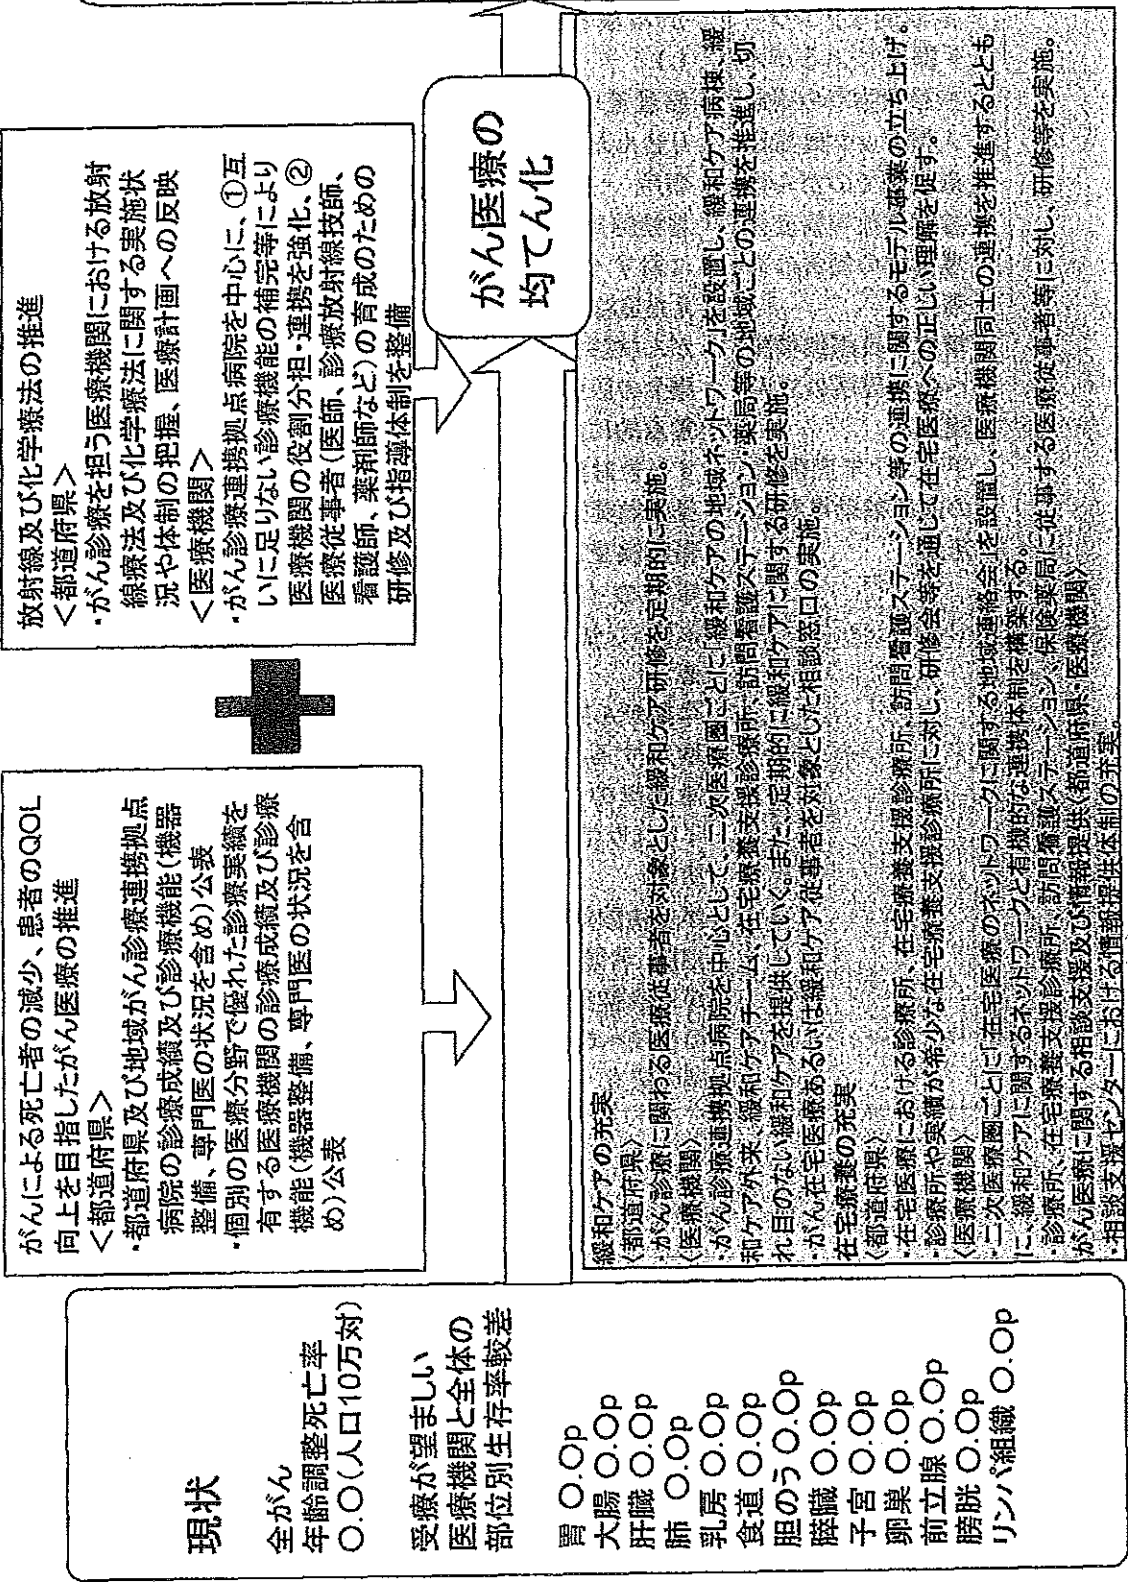 現状
全がん
年齢調整死亡率
〇.〇(人口10万対)
受療が望ましい
医療機関と全体の
部位別生存率較差
胃 〇.〇p
大腸 〇.〇p
肝臓 〇.〇p
肺 〇.〇p
乳房 〇.〇p
食道 〇.〇p
胆のう 〇.〇p
膵臓 〇.〇p
子宮 〇.〇p
卵巣 〇.〇p
前立腺 〇.〇p
膀胱 〇.〇p
リンパ組織 〇.〇p
がんによる死亡者の減少、患者のQOL
向上を目指したがん医療の推進
<都道府県>
・都道府県及び地域がん診療連携拠点
病院の診療成績及び診療機能(機器
整備、専門医の状況を含め)公表
・個別の医療分野で優れた診療実績を
有する医療機関の診療成績及び診療
機能(機器整備、専門医の状況を含
め)公表
放射線及び化学療法の推進
<都道府県>
・がん診療を担う医療機関における放射
線療法及び化学療法に関する実施状
況や体制の把握、医療計画への反映
<医療機関>
・がん診療連携拠点病院を中心に、①互
いに足りない診療機能の補完等により
医療機関の役割分担・連携を強化、②
医療従事者(医師、診療放射線技師、
看護師、薬剤師など)の育成のための
研修及び指導体制を整備
がん医療の
均てん化
緩和ケアの充実
〈都道府県〉
・がん診療に関わる医療従事者を対象とした緩和ケア研修を定期的に実施。
〈医療機関〉
・がん診療連携拠点病院を中心として、二次医療圏ごとに「緩和ケアの地域ネットワーク」を設置し、緩和ケア病棟、緩
和ケア外来、緩和ケアチーム、在宅療養支援診療所、訪問看護ステーション・薬局等の地域ごとの連携を推進し、切
れ目のない緩和ケアを提供していく。また、定期的に緩和ケアに関する研修を実施。
・がん在宅医療あるいは緩和ケア従事者を対象とした相談窓口の実施。
在宅療養の充実
〈都道府県〉
・在宅医療における診療所、在宅療養支援診療所、訪問看護ステーション等の連携に関するモデル事業の立ち上げ。
・診療所や実績が希少な在宅療養支援診療所に対し、研修会等を通じて在宅医療への正しい理解を促す。
〈医療機関〉
・二次医療圏ごとに「在宅医療のネットワークに関する地域連絡会」を設置し、医療機関同士の連携を推進するととも
に、緩和ケアに関するネットワークと有機的な連携体制を構築する。
・診療所、在宅療養支援診療所、訪問看護ステーション、保険薬局に従事する医療従事者等に対し、研修等を実施。
がん医療に関する相談支援及び情報提供〈都道府県・医療機関〉
・相談支援センターにおける情報提供体制の充実。